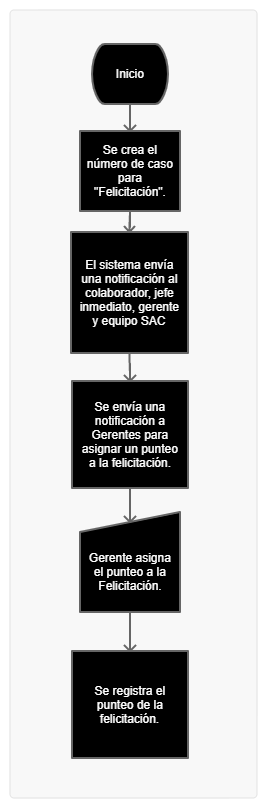 Inicio
Se crea el
número de caso
para
"Felicitación".
El sistema envía
una notificación al
colaborador, jefe
inmediato, gerente
y equipo SAC
Se envía una
notificación a
Gerentes para
asignar un punteo
a la felicitación.
Gerente asigna
el punteo a la
Felicitación.
Se registra el
punteo de la
felicitación.